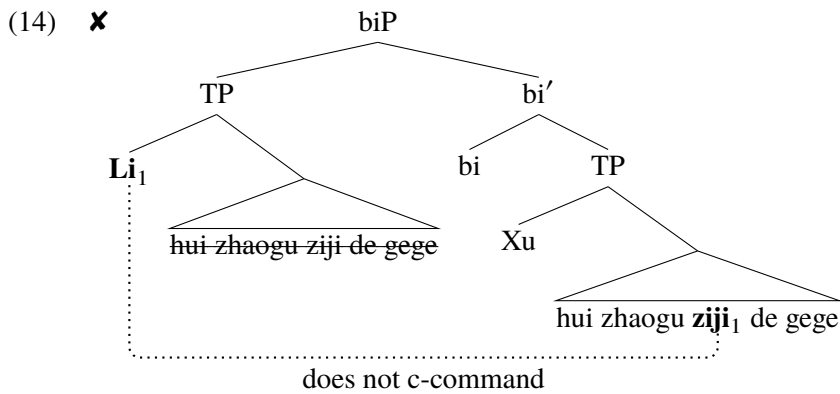 (14) ✘ biP
TP bi′
Li₁ bi TP
hui zhaogu ziji de gege Xu
hui zhaogu ziji₁ de gege
does not c-command